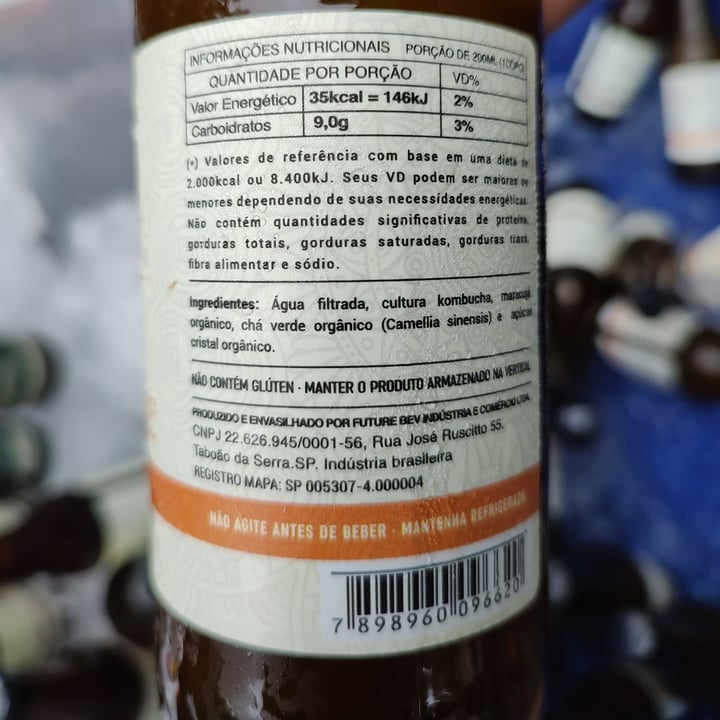 INFORMAÇÕES NUTRICIONAIS PORÇÃO DE 200ML
QUANTIDADE POR PORÇÃO VD%
Valor Energético 35kcal = 146kJ 2%
Carboidratos 9,0g 3%
(*) Valores de referência com base em uma dieta de
2.000kcal ou 8.400kJ. Seus VD podem ser maiores ou
menores dependendo de suas necessidades energéticas.
Não contém quantidades significativas de proteína,
gorduras totais, gorduras saturadas, gorduras trans,
fibra alimentar e sódio.
Ingredientes: Água filtrada, cultura kombucha, maracujá
orgânico, chá verde orgânico (Camellia sinensis) e açúcar
cristal orgânico.
NÃO CONTÉM GLÚTEN · MANTER O PRODUTO ARMAZENADO NA VERTICAL
PRODUZIDO E ENVASILHADO POR FUTURE BEV INDÚSTRIA E COMÉRCIO LTDA.
CNPJ 22.626.945/0001-56, Rua José Ruscitto 55.
Taboão da Serra.SP. Indústria brasileira
REGISTRO MAPA: SP 005307-4.000004
NÃO AGITE ANTES DE BEBER · MANTENHA REFRIGERADO
7 898960 096620